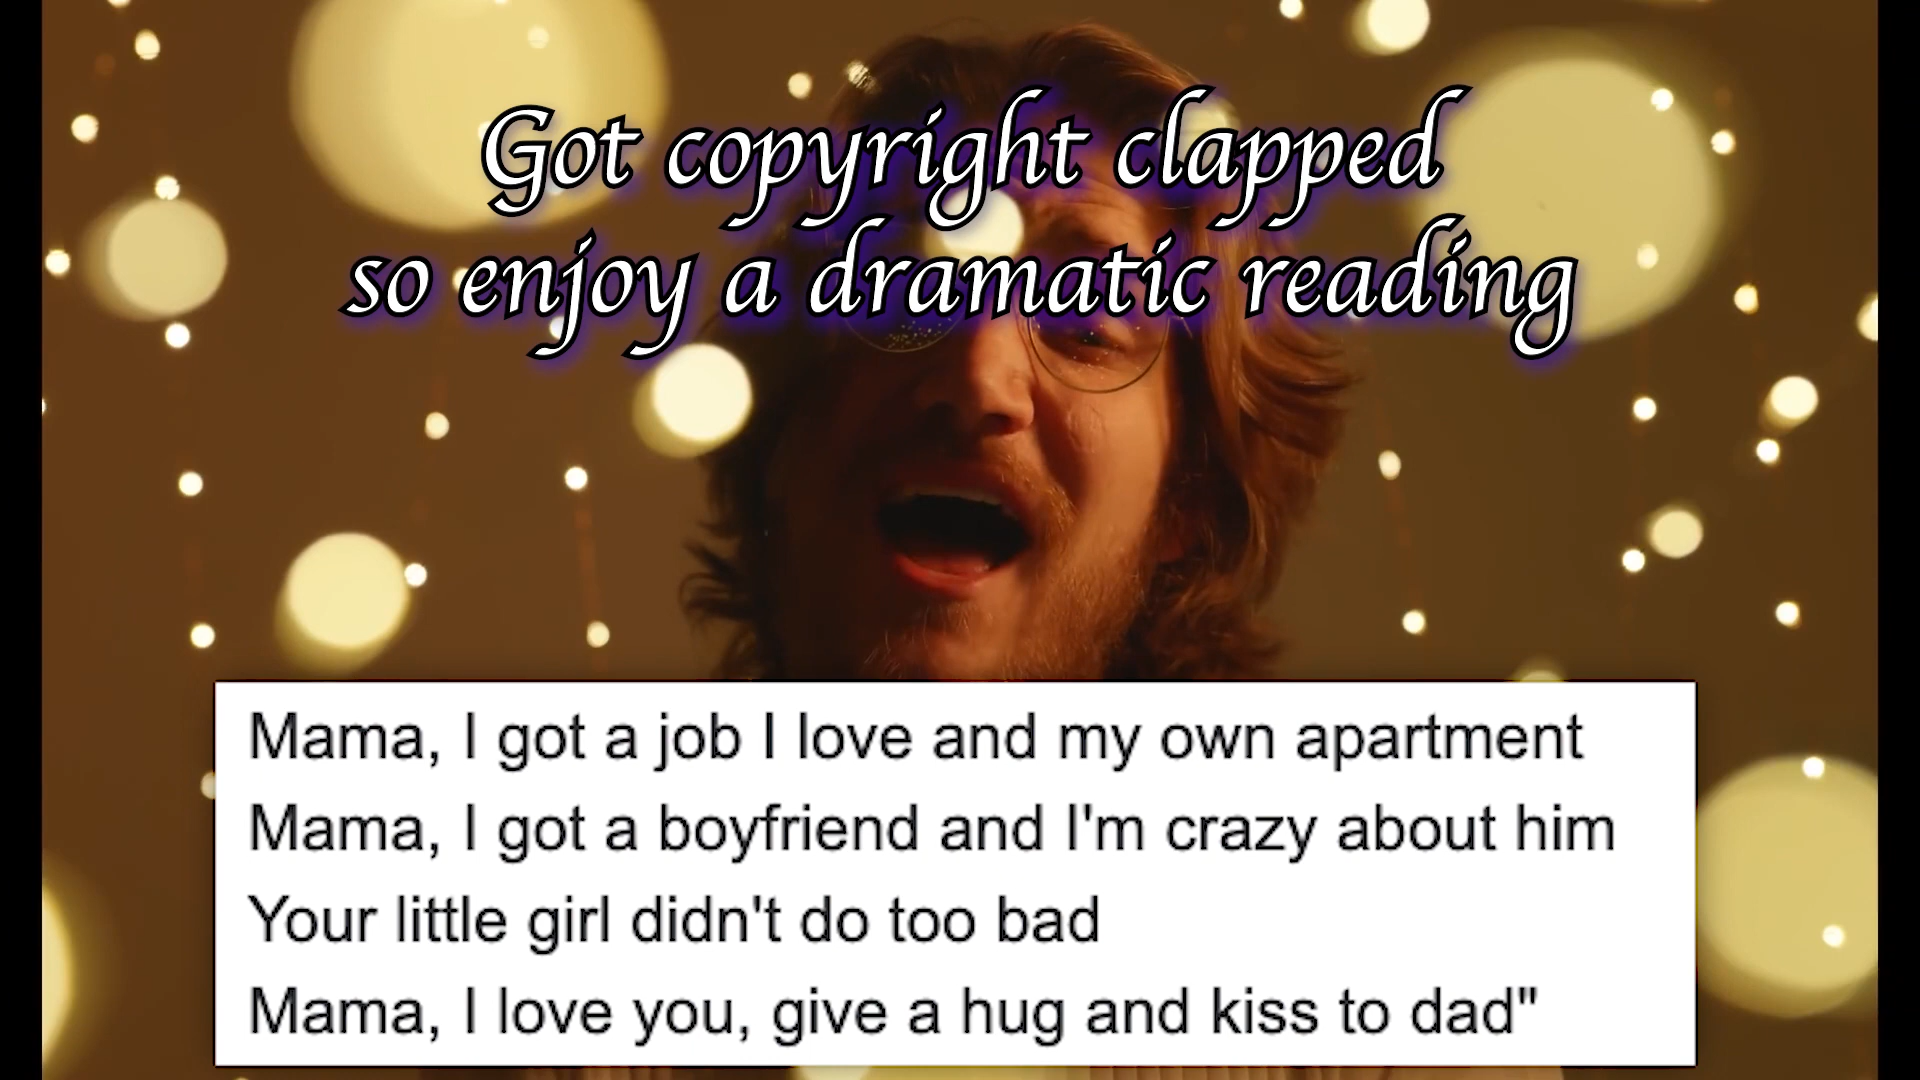 Got copyright clapped
so enjoy a dramatic reading
Mama, I got a job I love and my own apartment
Mama, I got a boyfriend and I'm crazy about him
Your little girl didn't do too bad
Mama, I love you, give a hug and kiss to dad"